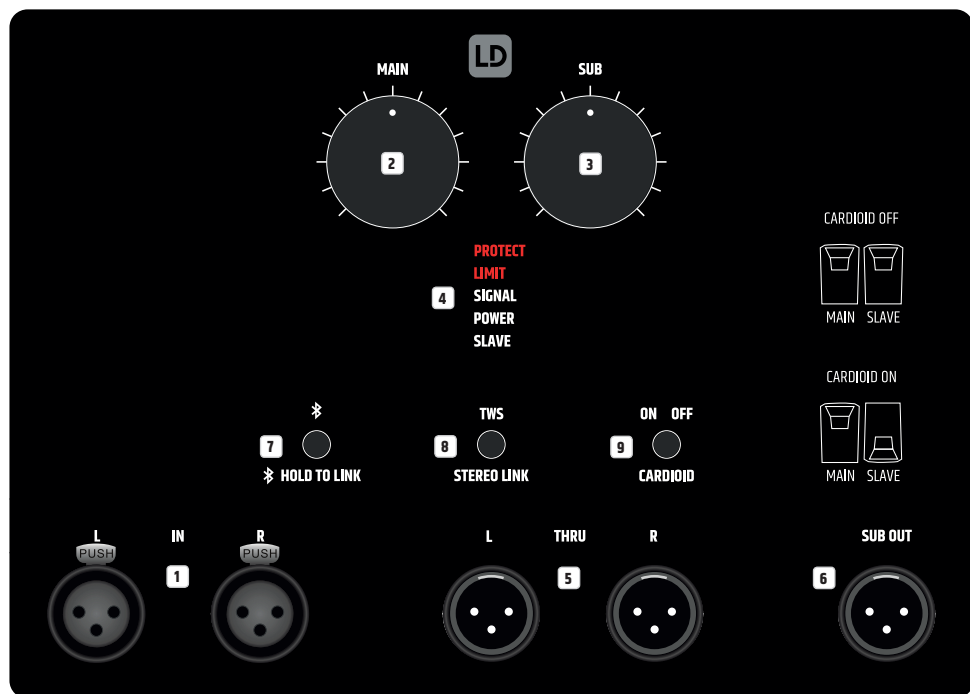 LD
MAIN SUB
2 3
PROTECT
LIMIT
4 SIGNAL
POWER
SLAVE
CARDIOID OFF
MAIN SLAVE
CARDIOID ON
MAIN SLAVE
7
HOLD TO LINK
8 TWS
STEREO LINK
9 ON OFF
CARDIOID
L IN R
PUSH PUSH
1
L THRU R
5
SUB OUT
6